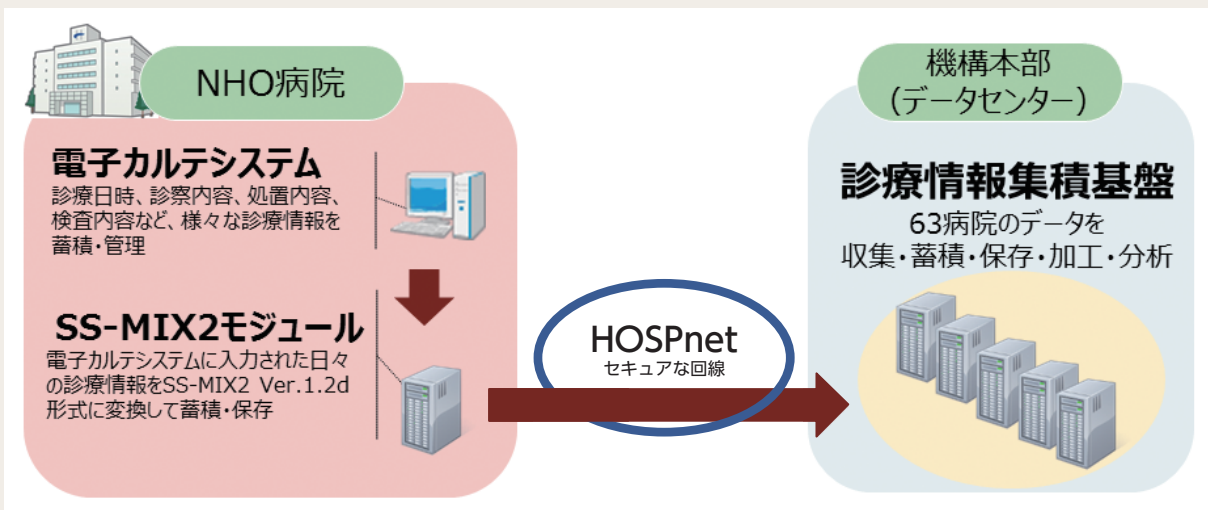 NHO病院
電子カルテシステム
診療日時、診察内容、処置内容、
検査内容など、様々な診療情報を
蓄積・管理
SS-MIX2モジュール
電子カルテシステムに入力された日々
の診療情報をSS-MIX2 Ver.1.2d
形式に変換して蓄積・保存
HOSPnet
セキュアな回線
機構本部
(データセンター)
診療情報集積基盤
63病院のデータを
収集・蓄積・保存・加工・分析